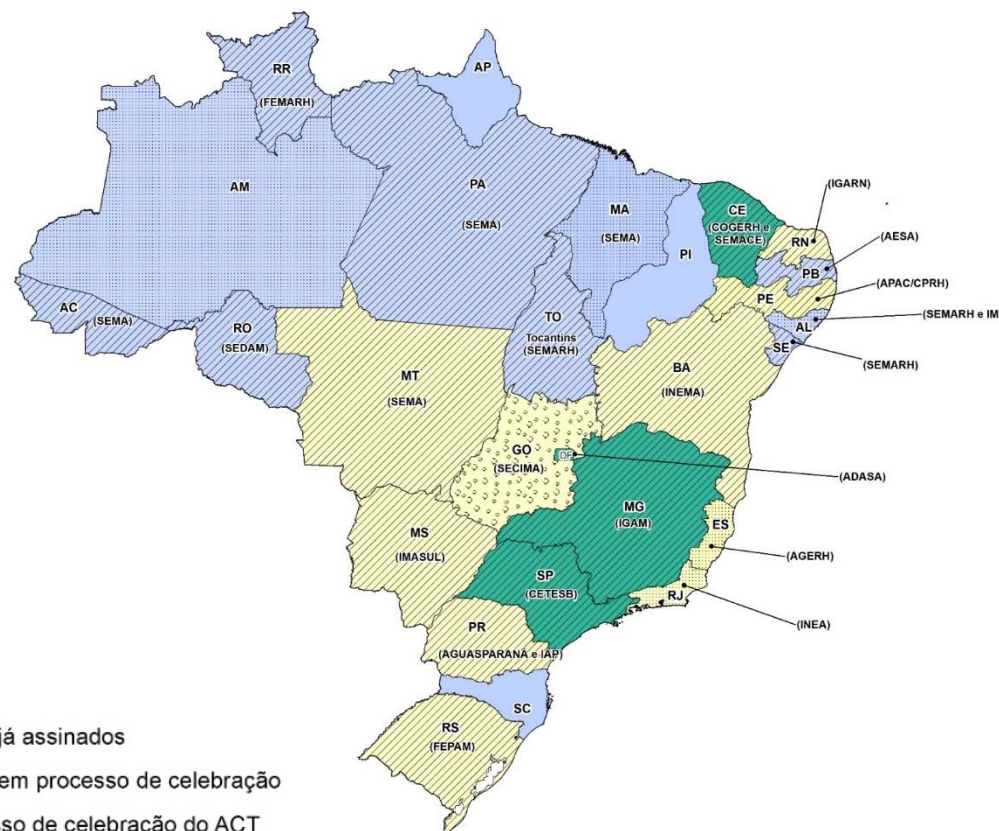 RR
(FEMARH)
AP
AM
PA
(SEMA)
MA
(SEMA)
PI
CE
(COGERH e
SEMACE)
(IGARN)
RN
(AESA)
PB
(APAC/CPRH)
PE
(SEMARH e IM
AL
SE
(SEMARH)
AC
(SEMA)
RO
(SEDAM)
TO
Tocantins
(SEMARH)
MT
(SEMA)
BA
(INEMA)
GO
(SECIMA)
DF
(ADASA)
MG
(IGAM)
ES
(AGERH)
MS
(IMASUL)
SP
(CETESB)
RJ
(INEA)
PR
(AGUASPARANÁ e IAP)
SC
RS
(FEPAM)
já assinados
em processo de celebração
so de celebração do ACT